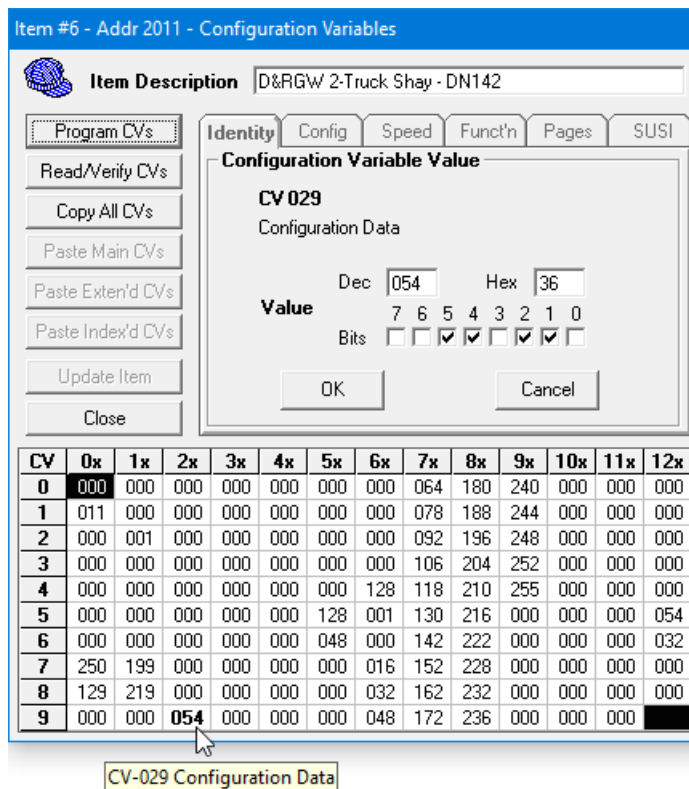 Item #6 - Addr 2011 - Configuration Variables
Item Description D&RGW 2-Truck Shay - DN142
Program CVs
Read/Verify CVs
Copy All CVs
Paste Main CVs
Paste Exten'd CVs
Paste Index'd CVs
Update Item
Close
Identity Config Speed Funct'n Pages SUSI
Configuration Variable Value
CV 029
Configuration Data
Dec 054 Hex 36
Value 7 6 5 4 3 2 1 0
Bits
OK Cancel
CV 0x 1x 2x 3x 4x 5x 6x 7x 8x 9x 10x 11x 12x
0 000 000 000 000 000 000 000 064 180 240 000 000 000
1 011 000 000 000 000 000 000 078 188 244 000 000 000
2 000 001 000 000 000 000 000 092 196 248 000 000 000
3 000 000 000 000 000 000 000 106 204 252 000 000 000
4 000 000 000 000 000 000 128 118 210 255 000 000 000
5 000 000 000 000 000 128 001 130 216 000 000 000 054
6 000 000 000 000 000 048 000 142 222 000 000 000 032
7 250 199 000 000 000 000 016 152 228 000 000 000 000
8 129 219 000 000 000 000 032 162 232 000 000 000 000
9 000 000 054 000 000 000 048 172 236 000 000 000
CV-029 Configuration Data